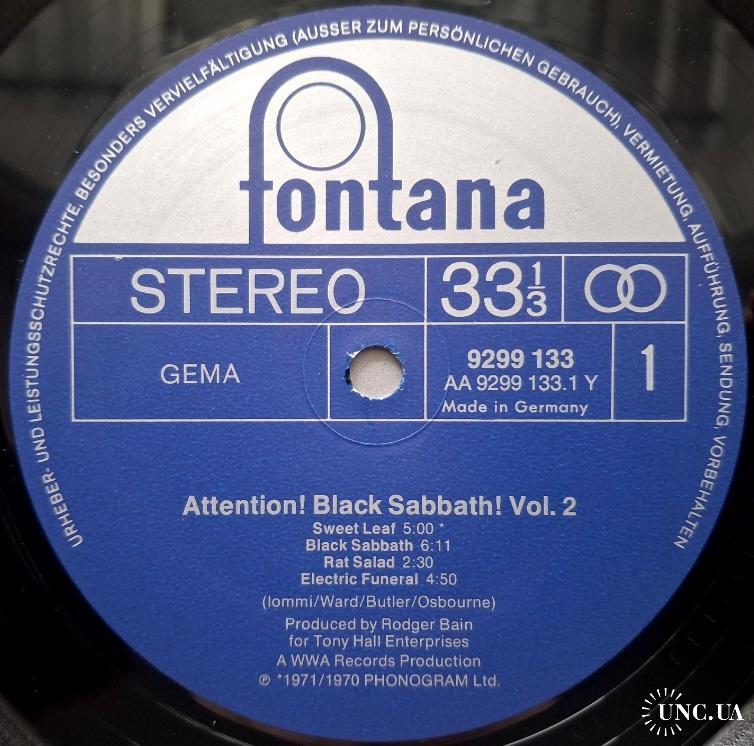 URHEBER- UND LEISTUNGSSCHUTZRECHTE, BESONDERS VERVIELFÄLTIGUNG (AUSSER ZUM PERSÖNLICHEN GEBRAUCH), VERMIETUNG, AUFFÜHRUNG, SENDUNG, VORBEHALTEN
fontana
STEREO 33 1/3
GEMA
9299 133
AA 9299 133.1 Y
Made in Germany
1
Attention! Black Sabbath! Vol. 2
Sweet Leaf 5:00 *
Black Sabbath 6:11
Rat Salad 2:30
Electric Funeral 4:50
(Iommi/Ward/Butler/Osbourne)
Produced by Rodger Bain
for Tony Hall Enterprises
A WWA Records Production
℗ *1971/1970 PHONOGRAM Ltd.
UNC.UA